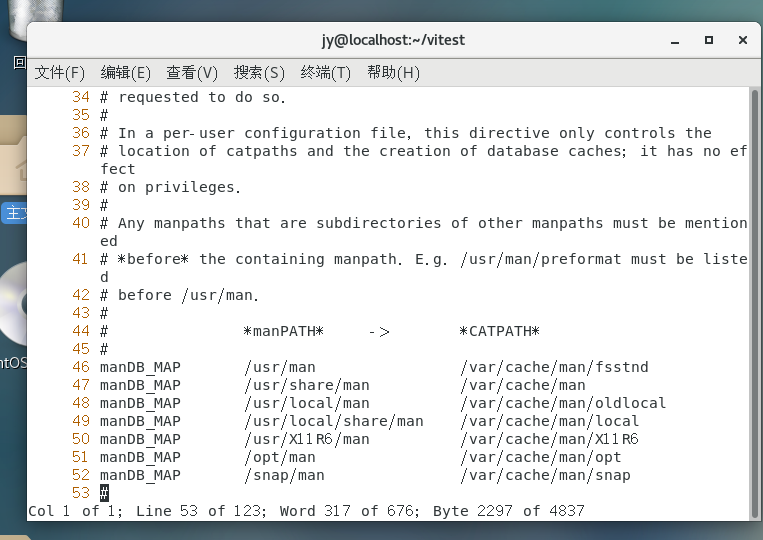 回
jy@localhost:~/vitest
文件(F) 编辑(E) 查看(V) 搜索(S) 终端(T) 帮助(H)
34 # requested to do so.
35 #
36 # In a per-user configuration file, this directive only controls the
37 # location of catpaths and the creation of database caches; it has no ef
fect
38 # on privileges.
39 #
40 # Any manpaths that are subdirectories of other manpaths must be mention
ed
41 # *before* the containing manpath. E.g. /usr/man/preformat must be liste
d
42 # before /usr/man.
43 #
44 # *manPATH* -> *CATPATH*
45 #
46 manDB_MAP /usr/man /var/cache/man/fsstnd
47 manDB_MAP /usr/share/man /var/cache/man
48 manDB_MAP /usr/local/man /var/cache/man/oldlocal
49 manDB_MAP /usr/local/share/man /var/cache/man/local
50 manDB_MAP /usr/X11R6/man /var/cache/man/X11R6
51 manDB_MAP /opt/man /var/cache/man/opt
52 manDB_MAP /snap/man /var/cache/man/snap
53 #
Col 1 of 1; Line 53 of 123; Word 317 of 676; Byte 2297 of 4837
主
ntOS